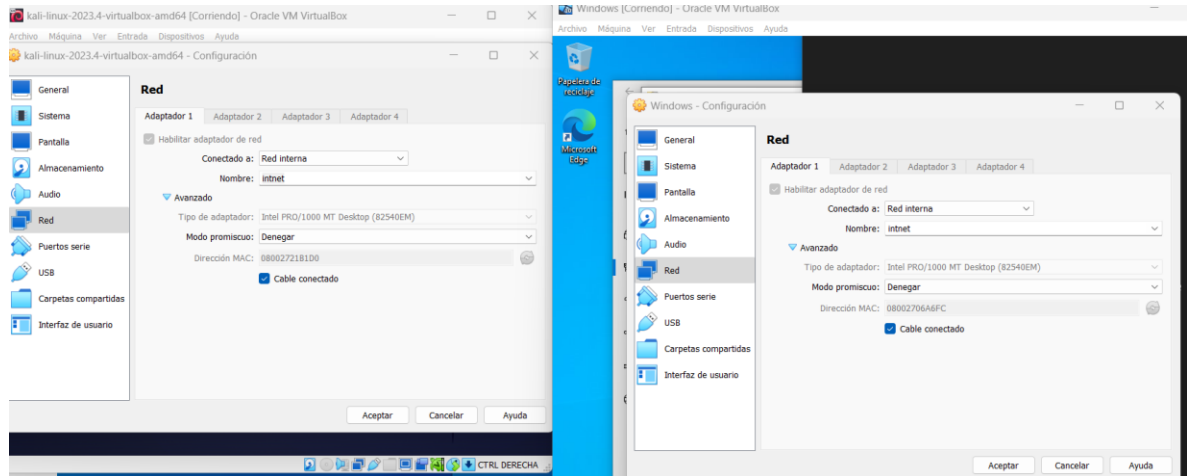 kali-linux-2023.4-virtualbox-amd64 [Corriendo] - Oracle VM VirtualBox
Archivo Máquina Ver Entrada Dispositivos Ayuda
kali-linux-2023.4-virtualbox-amd64 - Configuración
General
Sistema
Pantalla
Almacenamiento
Audio
Red
Puertos serie
USB
Carpetas compartidas
Interfaz de usuario
Red
Adaptador 1 Adaptador 2 Adaptador 3 Adaptador 4
Habilitar adaptador de red
Conectado a: Red interna
Nombre: intnet
Avanzado
Tipo de adaptador: Intel PRO/1000 MT Desktop (82540EM)
Modo promiscuo: Denegar
Dirección MAC: 0800272181D0
Cable conectado
Aceptar Cancelar Ayuda
CTRL DERECHA
Windows [Corriendo] - Oracle VM VirtualBox
Archivo Máquina Ver Entrada Dispositivos Ayuda
Papelera de
reciclaje
Microsoft
Edge
Windows - Configuración
General
Sistema
Pantalla
Almacenamiento
Audio
Red
Puertos serie
USB
Carpetas compartidas
Interfaz de usuario
Red
Adaptador 1 Adaptador 2 Adaptador 3 Adaptador 4
Habilitar adaptador de red
Conectado a: Red interna
Nombre: intnet
Avanzado
Tipo de adaptador: Intel PRO/1000 MT Desktop (82540EM)
Modo promiscuo: Denegar
Dirección MAC: 08002706A6FC
Cable conectado
Aceptar Cancelar Ayuda